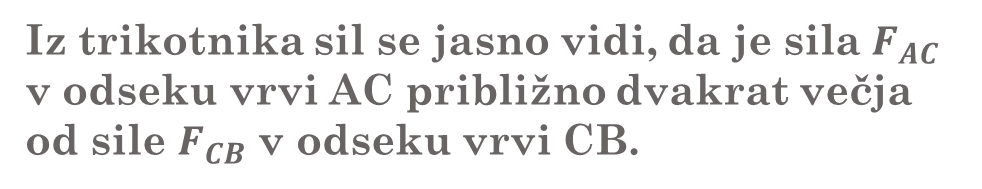 Iz trikotnika sil se jasno vidi, da je sila F_AC
v odseku vrvi AC približno dvakrat večja
od sile F_CB v odseku vrvi CB.